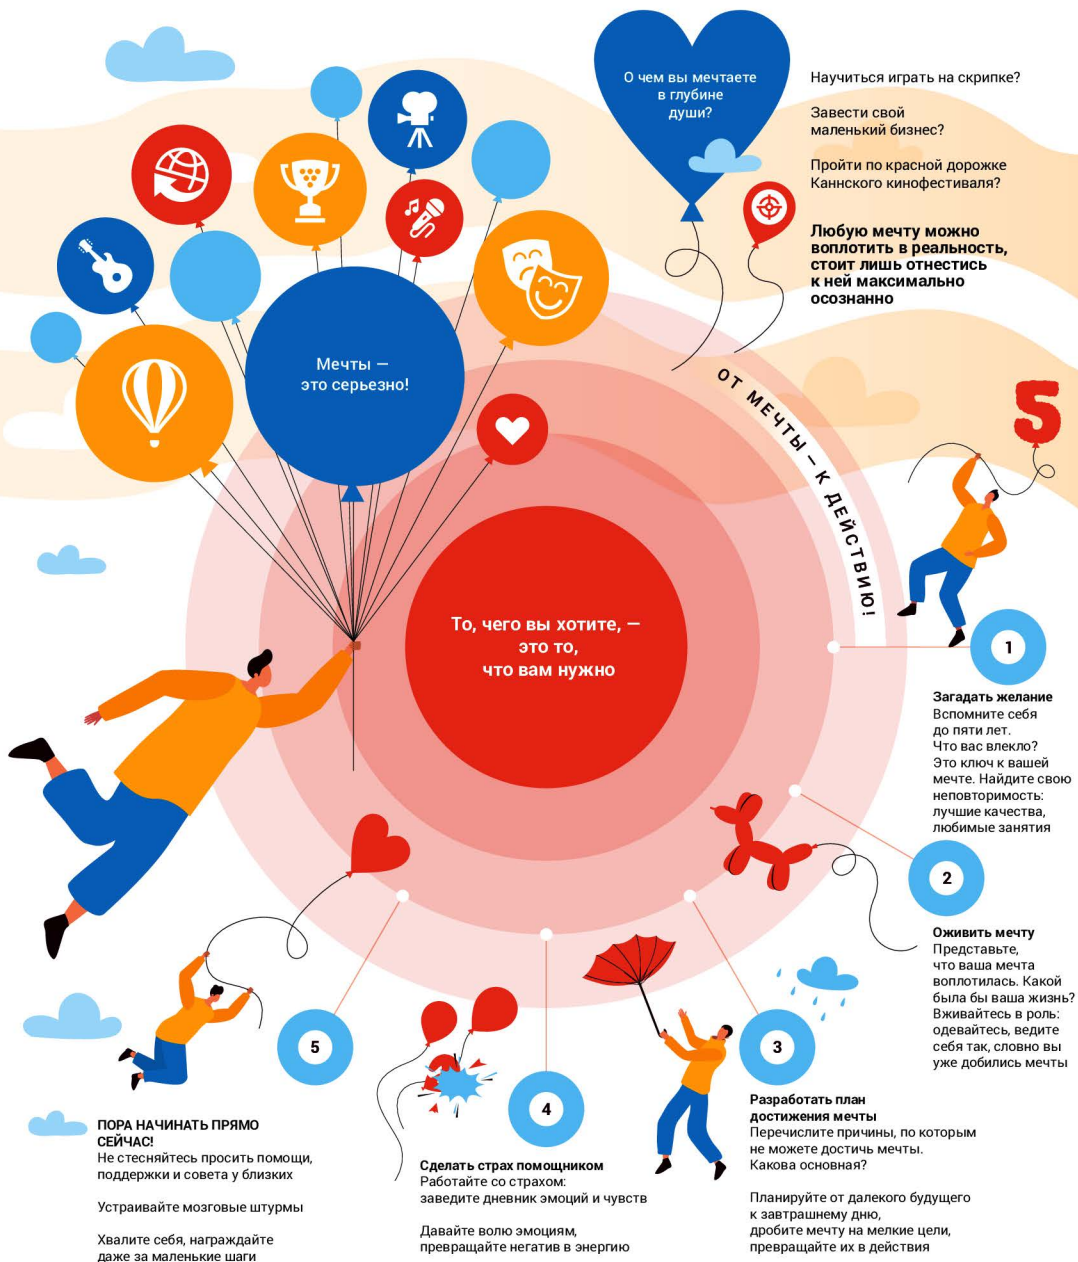 О чем вы мечтаете
в глубине
души?
Научиться играть на скрипке?
Завести свой
маленький бизнес?
Пройти по красной дорожке
Каннского кинофестиваля?
Любую мечту можно
воплотить в реальность,
стоит лишь отнестись
к ней максимально
осознанно
Мечты —
это серьезно!
ОТ МЕЧТЫ – К ДЕЙСТВИЮ!
5
То, чего вы хотите, —
это то,
что вам нужно
1
Загадать желание
Вспомните себя
до пяти лет.
Что вас влекло?
Это ключ к вашей
мечте. Найдите свою
неповторимость:
лучшие качества,
любимые занятия
2
Оживить мечту
Представьте,
что ваша мечта
воплотилась. Какой
была бы ваша жизнь?
Вживайтесь в роль:
одевайтесь, ведите
себя так, словно вы
уже добились мечты
3
Разработать план
достижения мечты
Перечислите причины, по которым
не можете достичь мечты.
Какова основная?
Планируйте от далекого будущего
к завтрашнему дню,
дробите мечту на мелкие цели,
превращайте их в действия
4
Сделать страх помощником
Работайте со страхом:
заведите дневник эмоций и чувств
Давайте волю эмоциям,
превращайте негатив в энергию
5
ПОРА НАЧИНАТЬ ПРЯМО
СЕЙЧАС!
Не стесняйтесь просить помощи,
поддержки и совета у близких
Устраивайте мозговые штурмы
Хвалите себя, награждайте
даже за маленькие шаги